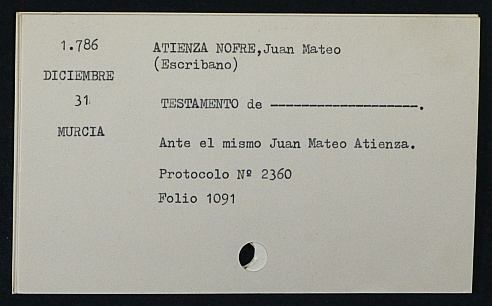 1.786
DICIEMBRE
31
MURCIA
ATIENZA NOFRE,Juan Mateo
(Escribano)
TESTAMENTO de -------------------.
Ante el mismo Juan Mateo Atienza.
Protocolo Nº 2360
Folio 1091